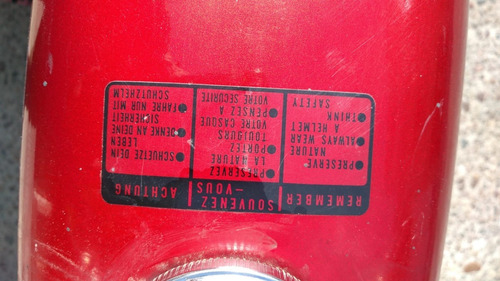 REMEMBER
● PRESERVE
NATURE
● ALWAYS WEAR
A HELMET
● THINK
SAFETY
SOUVENEZ
-VOUS
● PRESERVEZ
LA NATURE
● PORTEZ
TOUJOURS
VOTRE CASQUE
● PENSEZ A
VOTRE SECURITE
ACHTUNG
● SCHUETZE DEIN
LEBEN
● DENKE AN DEINE
SICHERHEIT
● FAHRE NUR MIT
SCHUTZHELM